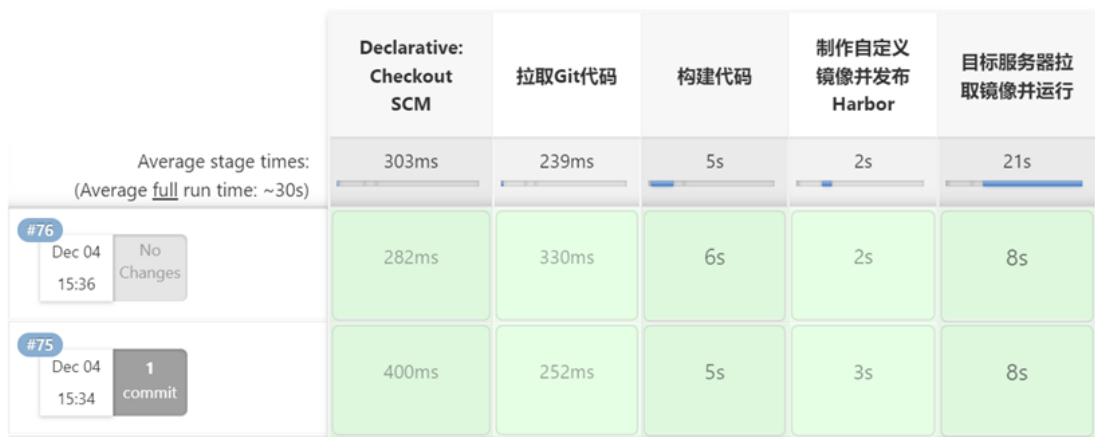 Declarative:
Checkout
SCM
拉取Git代码
构建代码
制作自定义
镜像并发布
Harbor
目标服务器拉
取镜像并运行
Average stage times:
(Average full run time: ~30s)
303ms
239ms
5s
2s
21s
#76
Dec 04
15:36
No
Changes
282ms
330ms
6s
2s
8s
#75
Dec 04
15:34
1
commit
400ms
252ms
5s
3s
8s